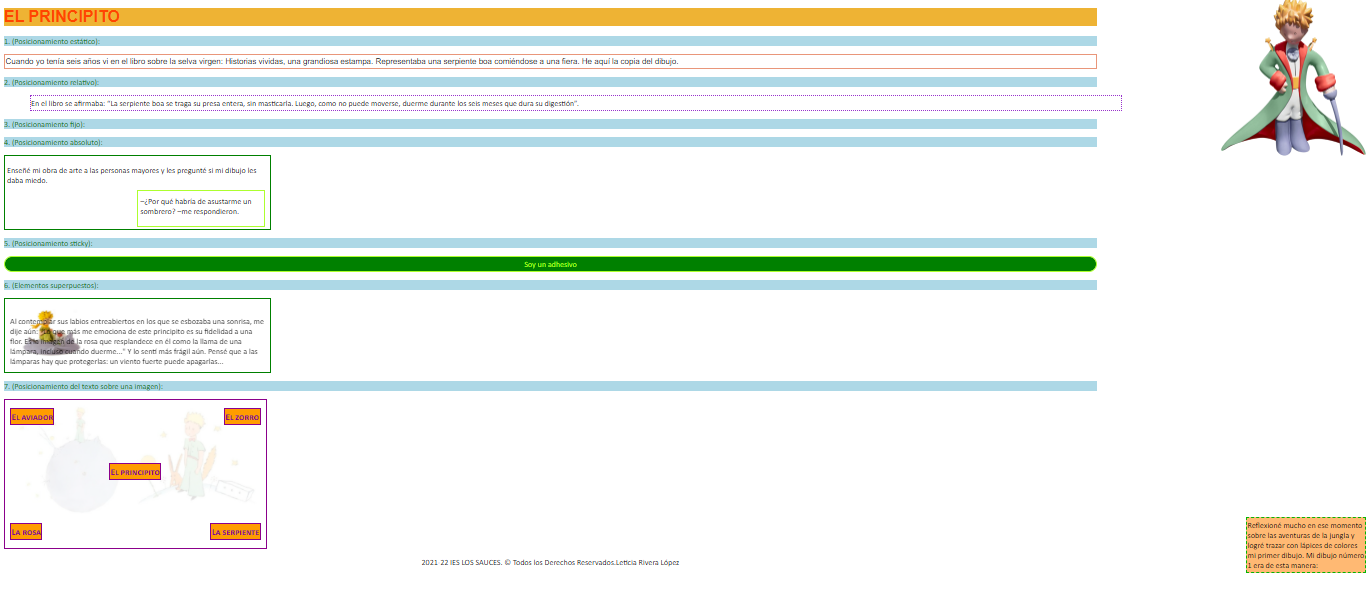 EL PRINCIPITO
1. (Posicionamiento estático):
Cuando yo tenía seis años vi en el libro sobre la selva virgen: Historias vividas, una grandiosa estampa. Representaba una serpiente boa comiéndose a una fiera. He aquí la copia del dibujo.
2. (Posicionamiento relativo):
En el libro se afirmaba: "La serpiente boa se traga su presa entera, sin masticarla. Luego, como no puede moverse, duerme durante los seis meses que dura su digestión".
3. (Posicionamiento fijo):
4. (Posicionamiento absoluto):
Enseñé mi obra de arte a las personas mayores y les pregunté si mi dibujo les
daba miedo.
–¿Por qué habría de asustarme un
sombrero? –me respondieron.
5. (Posicionamiento sticky):
Soy un adhesivo
6. (Elementos superpuestos):
Al contemplar sus labios entreabiertos en los que se esbozaba una sonrisa, me
dije aún: "Lo que más me emociona de este principito es su fidelidad a una
flor. Es la imagen de la rosa que resplandece en él como la llama de una
lámpara, incluso cuando duerme..." Y lo sentí más frágil aún. Pensé que a las
lámparas hay que protegerlas: un viento fuerte puede apagarlas...
7. (Posicionamiento del texto sobre una imagen):
EL AVIADOR
EL ZORRO
EL PRINCIPITO
LA ROSA
LA SERPIENTE
Reflexioné mucho en ese momento
sobre las aventuras de la jungla y
logré trazar con lápices de colores
mi primer dibujo. Mi dibujo número
1 era de esta manera:
2021-22 IES LOS SAUCES. © Todos los Derechos Reservados.Leticia Rivera López